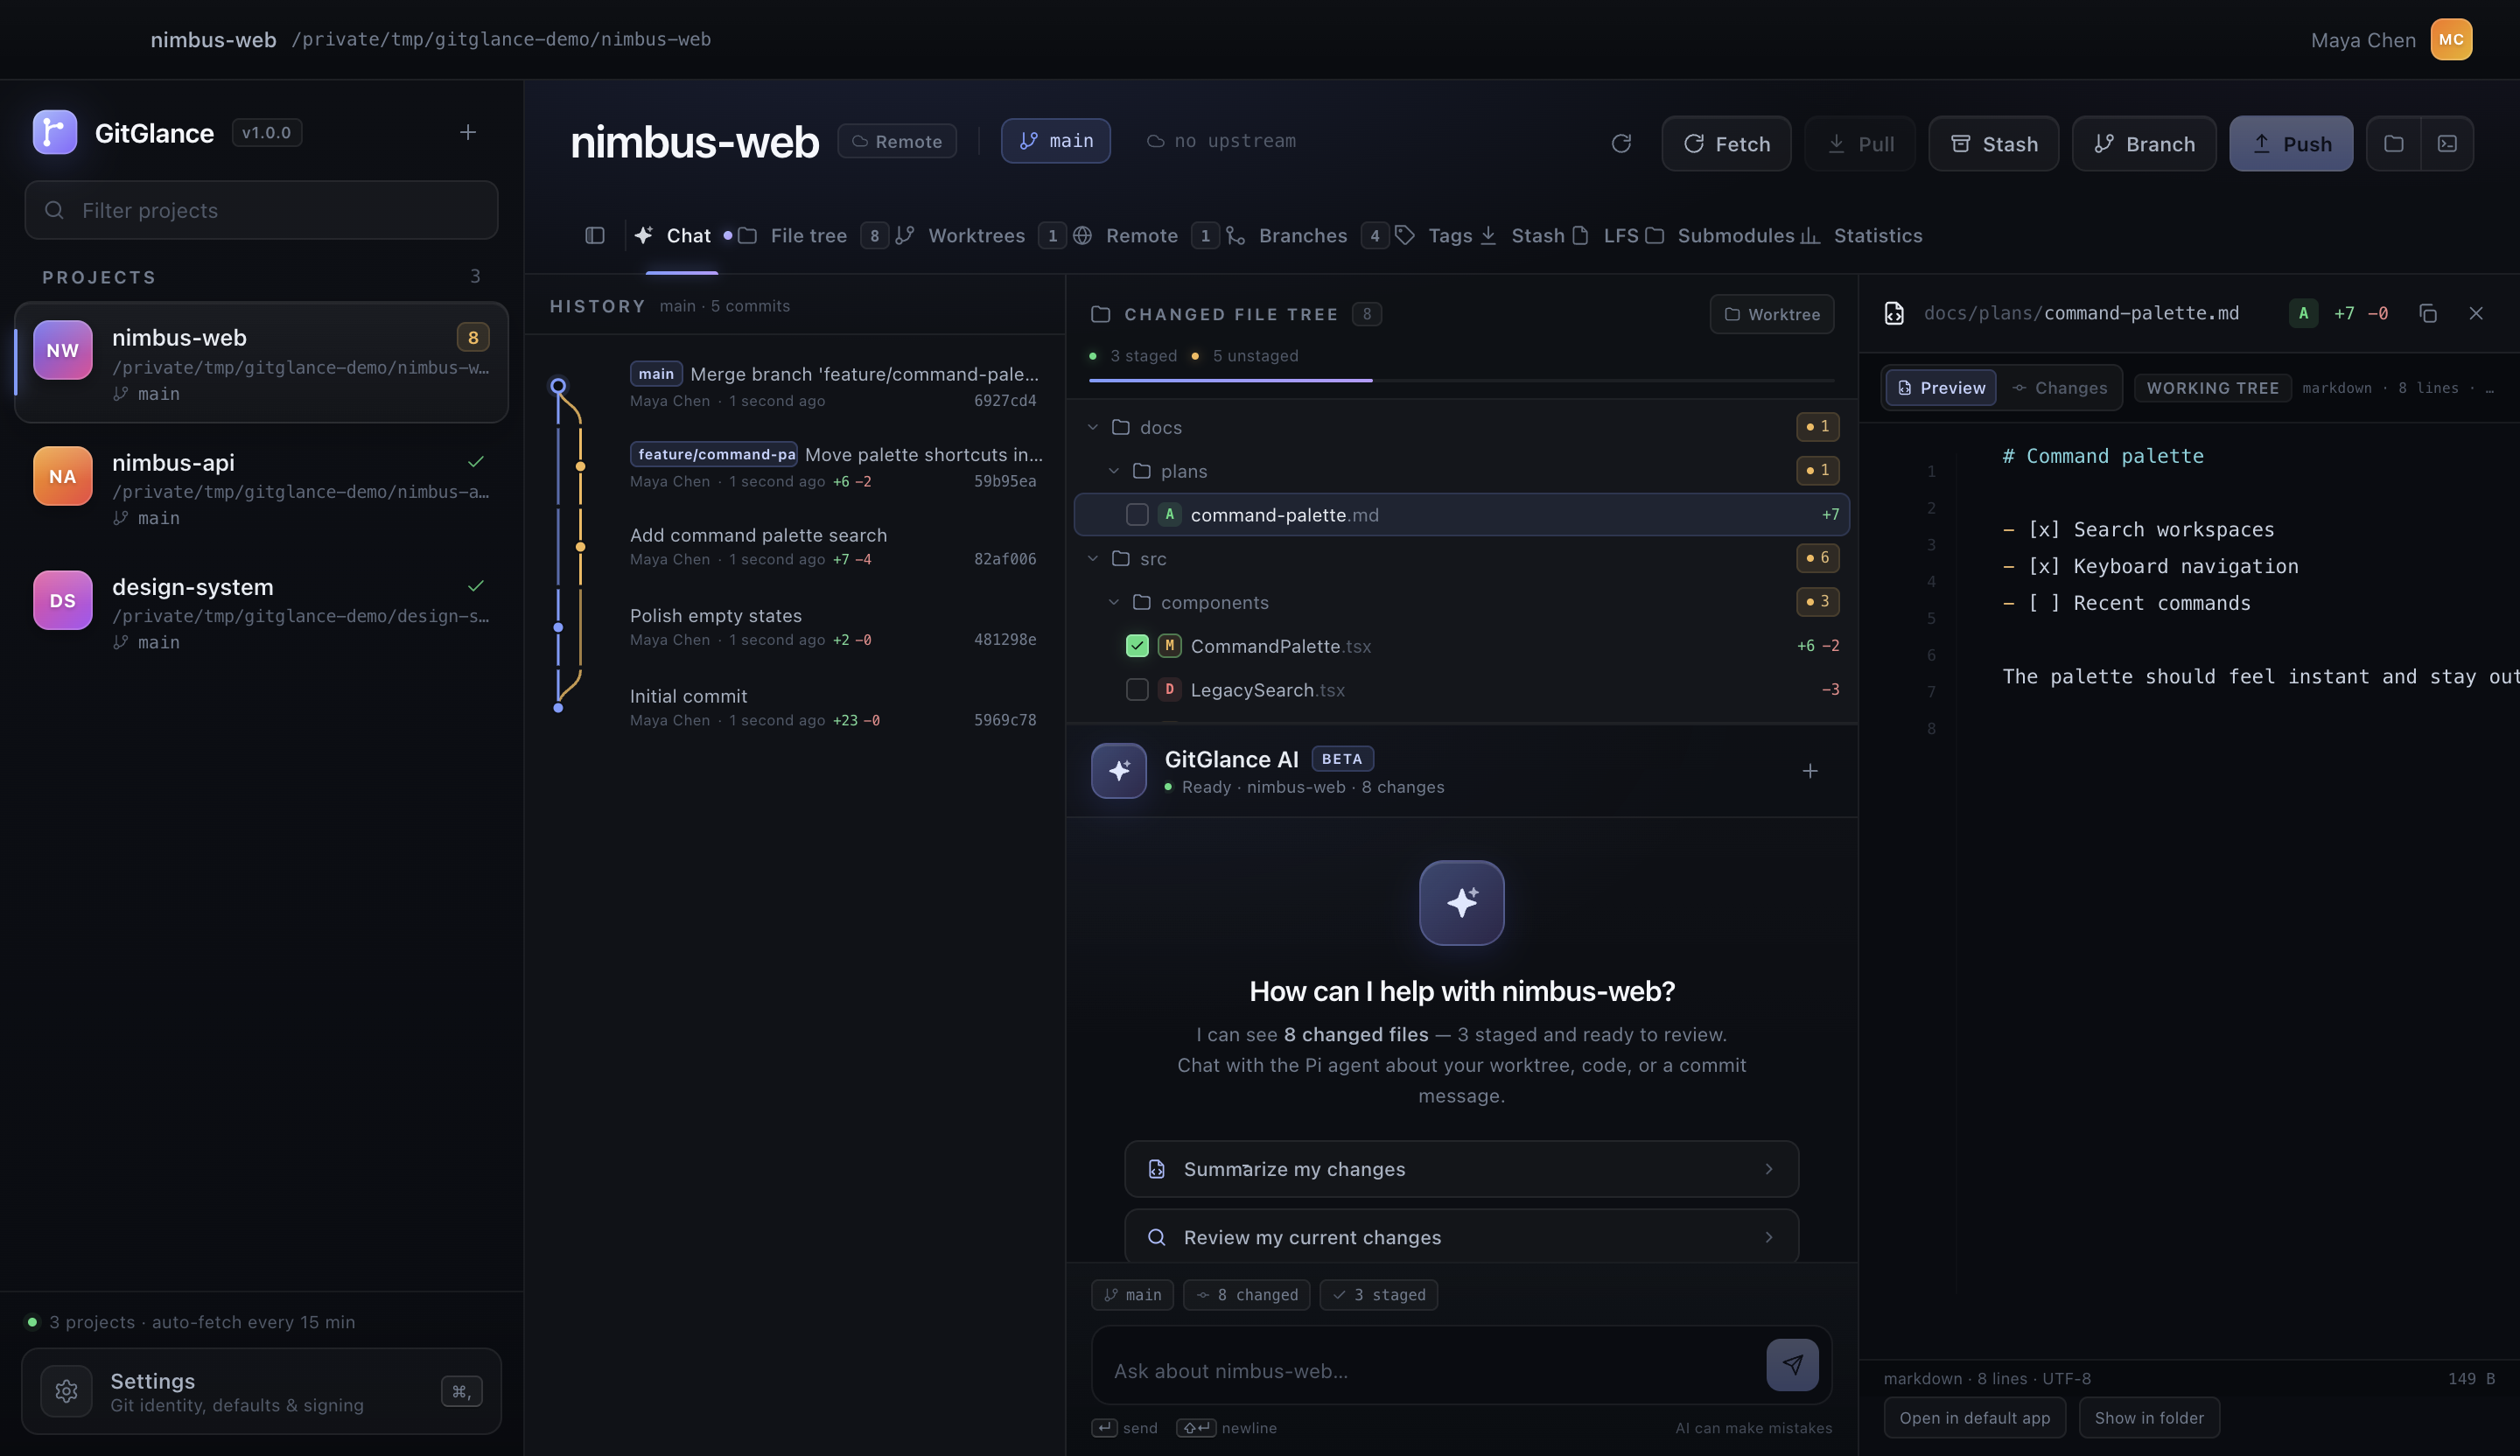 nimbus-web /private/tmp/gitglance-demo/nimbus-web
Maya Chen MC
GitGlance v1.0.0
Filter projects
PROJECTS 3
NW nimbus-web 8
/private/tmp/gitglance-demo/nimbus-w…
main
NA nimbus-api
/private/tmp/gitglance-demo/nimbus-a…
main
DS design-system
/private/tmp/gitglance-demo/design-s…
main
3 projects · auto-fetch every 15 min
Settings
Git identity, defaults & signing
⌘,
nimbus-web Remote main no upstream
Fetch Pull Stash Branch Push
Chat File tree 8 Worktrees 1 Remote 1 Branches 4 Tags Stash LFS Submodules Statistics
HISTORY main · 5 commits
main Merge branch 'feature/command-pale…
Maya Chen · 1 second ago 6927cd4
feature/command-pa Move palette shortcuts in…
Maya Chen · 1 second ago +6 −2 59b95ea
Add command palette search
Maya Chen · 1 second ago +7 −4 82af006
Polish empty states
Maya Chen · 1 second ago +2 −0 481298e
Initial commit
Maya Chen · 1 second ago +23 −0 5969c78
CHANGED FILE TREE 8 Worktree
3 staged 5 unstaged
docs 1
plans 1
A command-palette.md +7
src 6
components 3
M CommandPalette.tsx +6 −2
D LegacySearch.tsx −3
GitGlance AI BETA
Ready · nimbus-web · 8 changes
How can I help with nimbus-web?
I can see 8 changed files — 3 staged and ready to review.
Chat with the Pi agent about your worktree, code, or a commit
message.
Summarize my changes
Review my current changes
main 8 changed 3 staged
Ask about nimbus-web…
↵ send ⇧↵ newline AI can make mistakes
docs/plans/command-palette.md A +7 −0
Preview Changes WORKING TREE markdown · 8 lines · …
1 # Command palette
2
3 – [x] Search workspaces
4 – [x] Keyboard navigation
5 – [ ] Recent commands
6
7 The palette should feel instant and stay out
8
markdown · 8 lines · UTF-8 149 B
Open in default app Show in folder